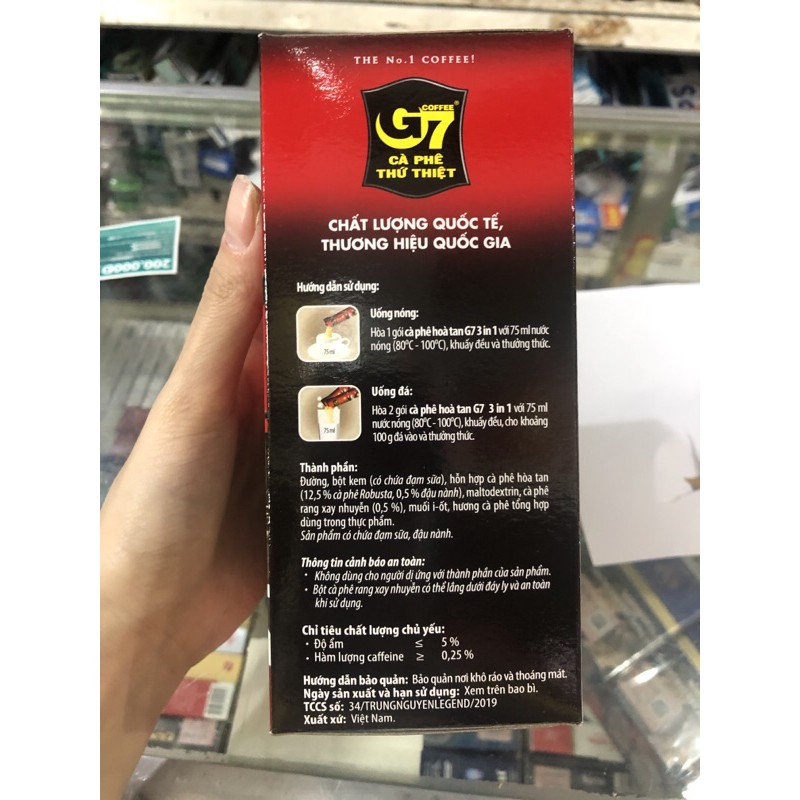 THE No.1 COFFEE!
COFFEE
G7®
CÀ PHÊ
THỨ THIỆT
CHẤT LƯỢNG QUỐC TẾ,
THƯƠNG HIỆU QUỐC GIA
Hướng dẫn sử dụng:
Uống nóng:
Hòa 1 gói cà phê hoà tan G7 3 in 1 với 75 ml nước
nóng (80°C - 100°C), khuấy đều và thưởng thức.
75 ml
Uống đá:
Hòa 2 gói cà phê hoà tan G7 3 in 1 với 75 ml
nước nóng (80°C - 100°C), khuấy đều, cho khoảng
100 g đá vào và thưởng thức.
75 ml
Thành phần:
Đường, bột kem (có chứa đạm sữa), hỗn hợp cà phê hòa tan
(12,5 % cà phê Robusta, 0,5 % đậu nành), maltodextrin, cà phê
rang xay nhuyễn (0,5 %), muối i-ốt, hương cà phê tổng hợp
dùng trong thực phẩm.
Sản phẩm có chứa đạm sữa, đậu nành.
Thông tin cảnh báo an toàn:
• Không dùng cho người dị ứng với thành phần của sản phẩm.
• Bột cà phê rang xay nhuyễn có thể lắng dưới đáy ly và an toàn
khi sử dụng.
Chỉ tiêu chất lượng chủ yếu:
• Độ ẩm ≤ 5 %
• Hàm lượng caffeine ≥ 0,25 %
Hướng dẫn bảo quản: Bảo quản nơi khô ráo và thoáng mát.
Ngày sản xuất và hạn sử dụng: Xem trên bao bì.
TCCS số: 34/TRUNGNGUYENLEGEND/2019
Xuất xứ: Việt Nam.
200.000Đ